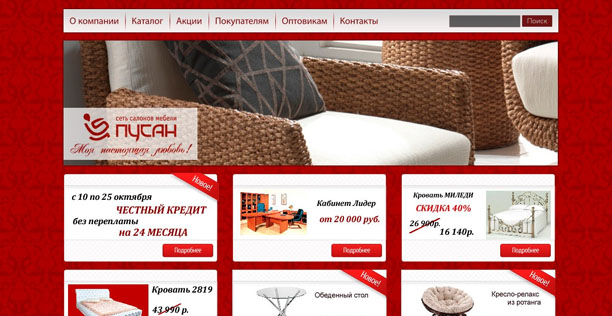 О компании Каталог Акции Покупателям Оптовикам Контакты Поиск
сеть салонов мебели
ПУСАН
Моя настоящая любовь!
Новое!
с 10 по 25 октября
ЧЕСТНЫЙ КРЕДИТ
без переплаты
на 24 МЕСЯЦА
Подробнее
Кабинет Лидер
от 20 000 руб.
Подробнее
Кровать МИЛЕДИ
СКИДКА 40%
26 900р.
16 140р.
Подробнее
Кровать 2819
43 990 р.
Новое!
Обеденный стол
Новое!
Кресло-релакс
из ротанга